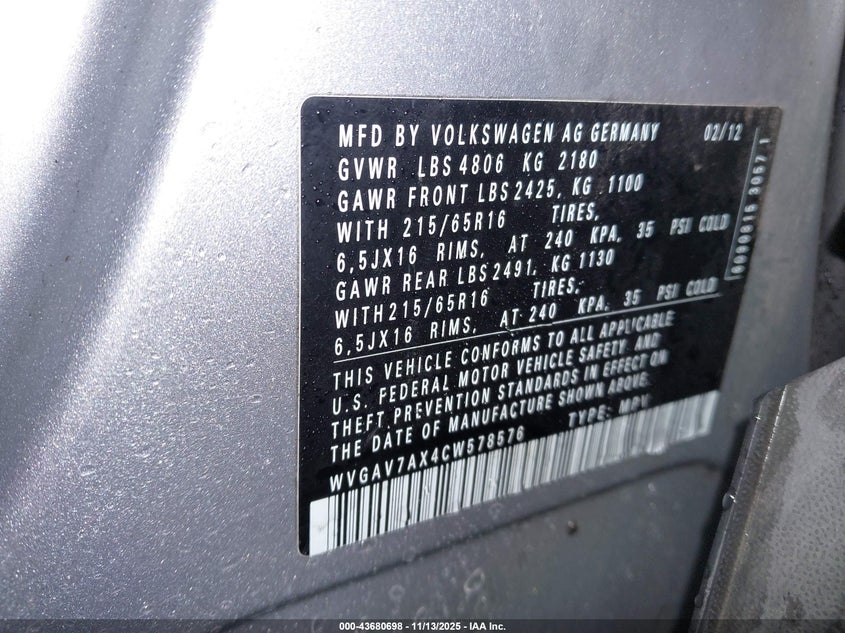 MFD BY VOLKSWAGEN AG GERMANY 02/12
GVWR LBS 4806 KG 2180
GAWR FRONT LBS 2425, KG 1100
WITH 215/65R16 TIRES,
6,5JX16 RIMS, AT 240 KPA, 35 PSI COLD
GAWR REAR LBS 2491, KG 1130
WITH 215/65R16 TIRES,
6,5JX16 RIMS, AT 240 KPA, 35 PSI COLD
THIS VEHICLE CONFORMS TO ALL APPLICABLE
U.S. FEDERAL MOTOR VEHICLE SAFETY AND
THEFT PREVENTION STANDARDS IN EFFECT ON
THE DATE OF MANUFACTURE SHOWN ABOVE.
WVGAV7AX4CW578576 TYPE: MPV
000-43680698 - 11/13/2025 - IAA Inc.